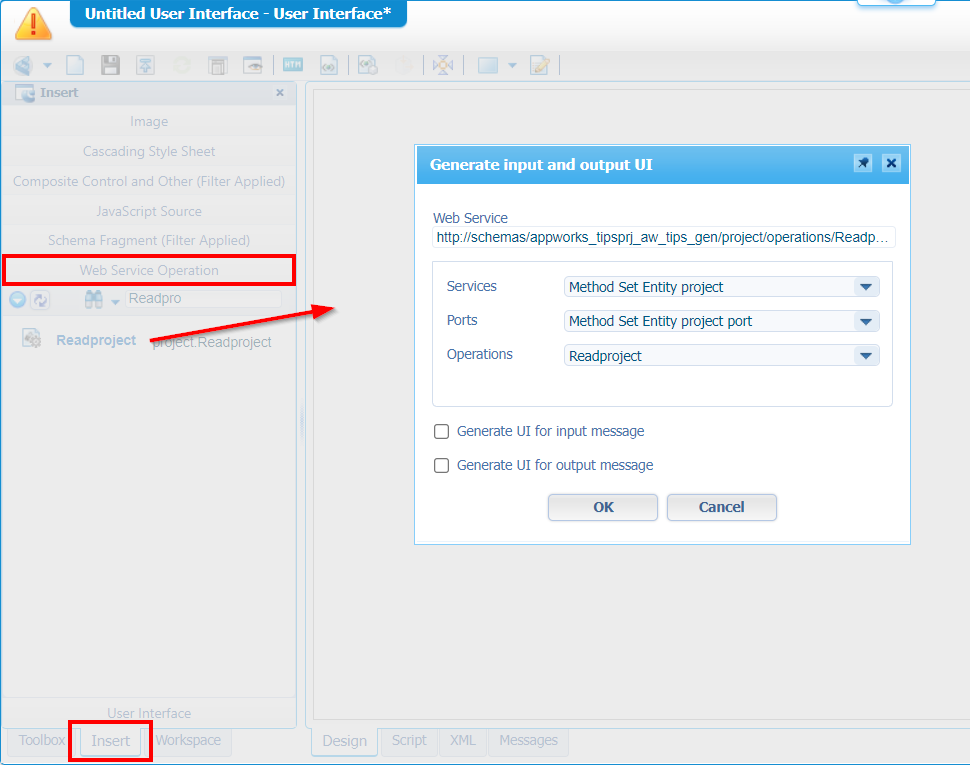 Untitled User Interface - User Interface*
HTM
Insert
Image
Cascading Style Sheet
Composite Control and Other (Filter Applied)
JavaScript Source
Schema Fragment (Filter Applied)
Web Service Operation
Readpro
Readproject project.Readproject
User Interface
Toolbox Insert Workspace
Generate input and output UI
Web Service
http://schemas/appworks_tipsprj_aw_tips_gen/project/operations/Readp...
Services Method Set Entity project
Ports Method Set Entity project port
Operations Readproject
Generate UI for input message
Generate UI for output message
OK Cancel
Design Script XML Messages